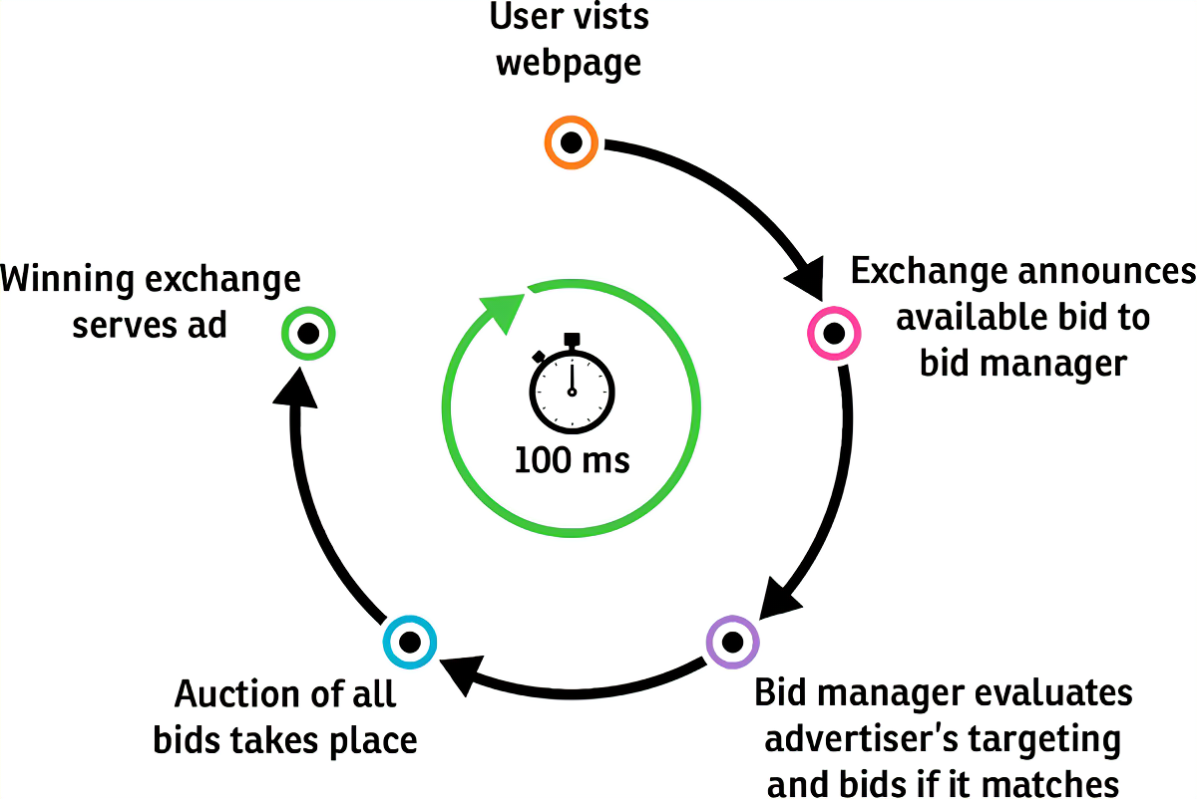 User vists
webpage
Exchange announces
available bid to
bid manager
Bid manager evaluates
advertiser's targeting
and bids if it matches
Auction of all
bids takes place
Winning exchange
serves ad
100 ms